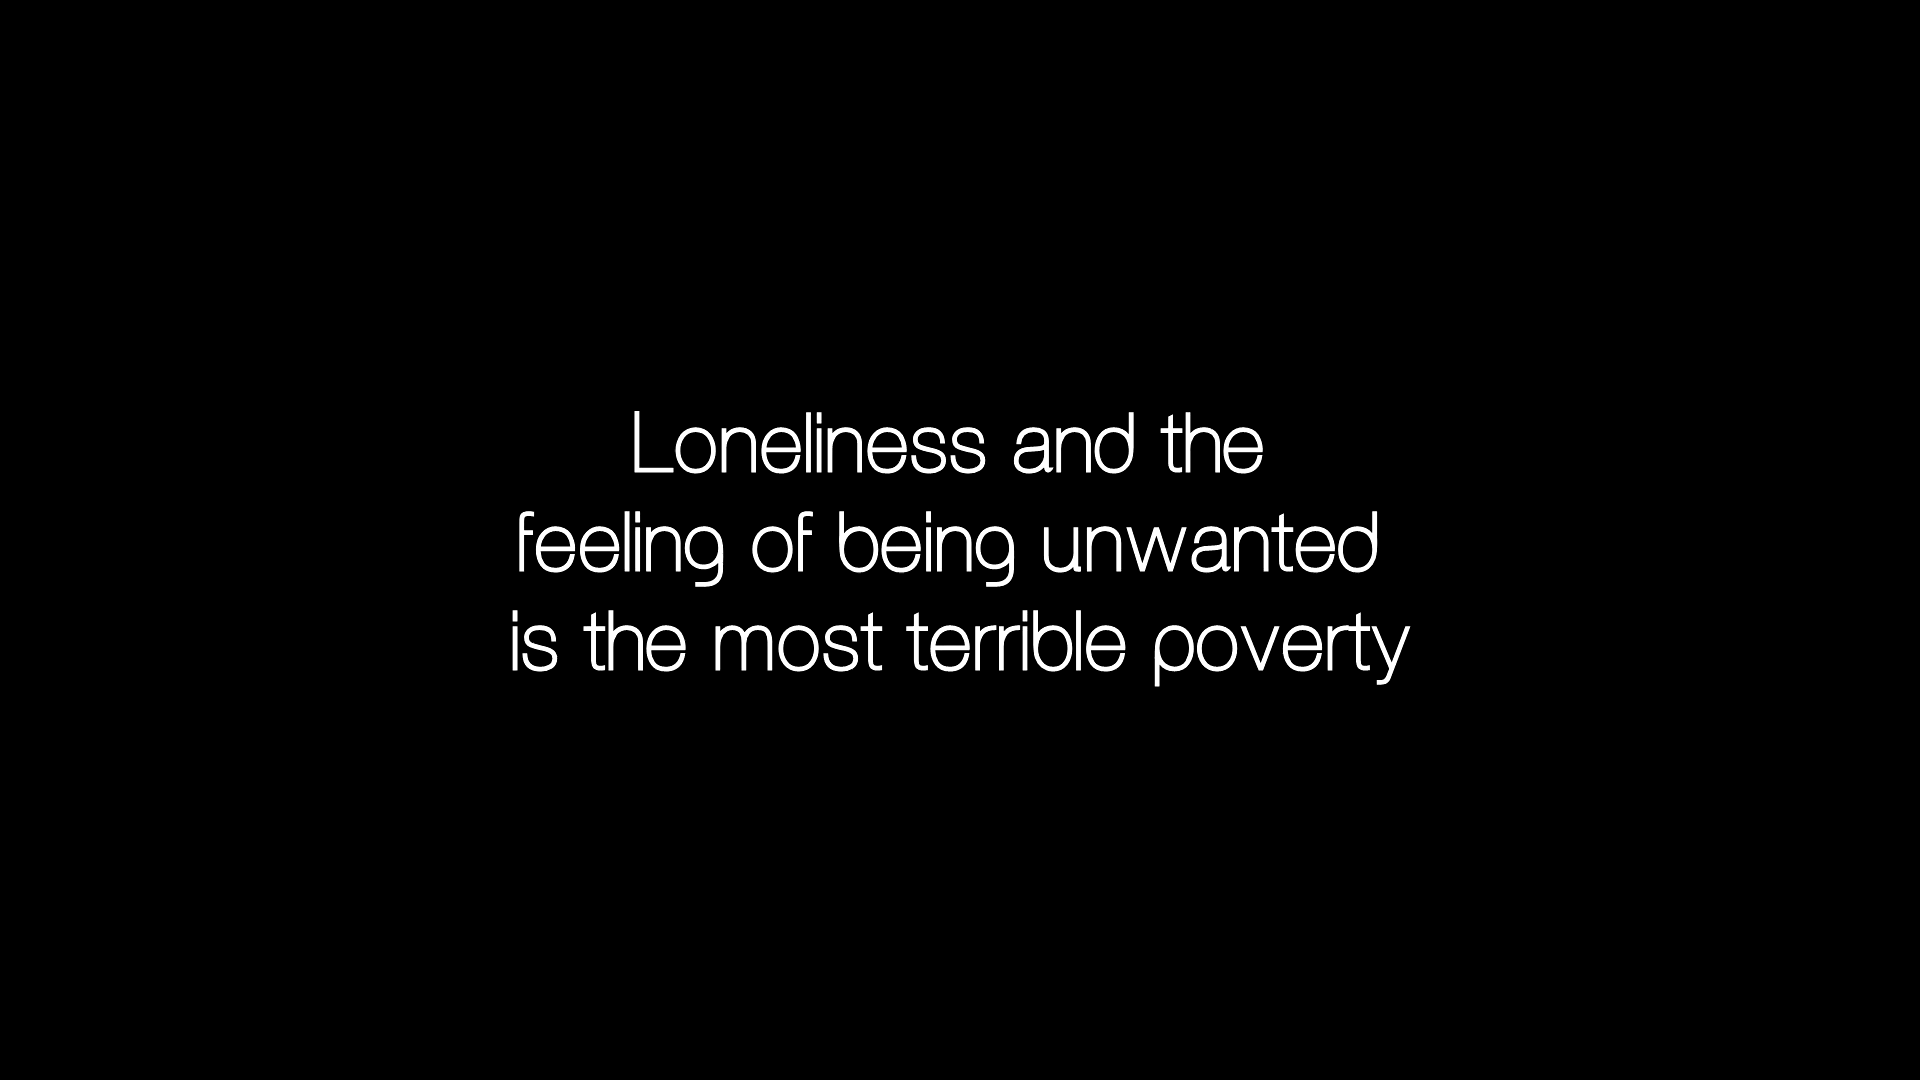 Loneliness and the
feeling of being unwanted
is the most terrible poverty